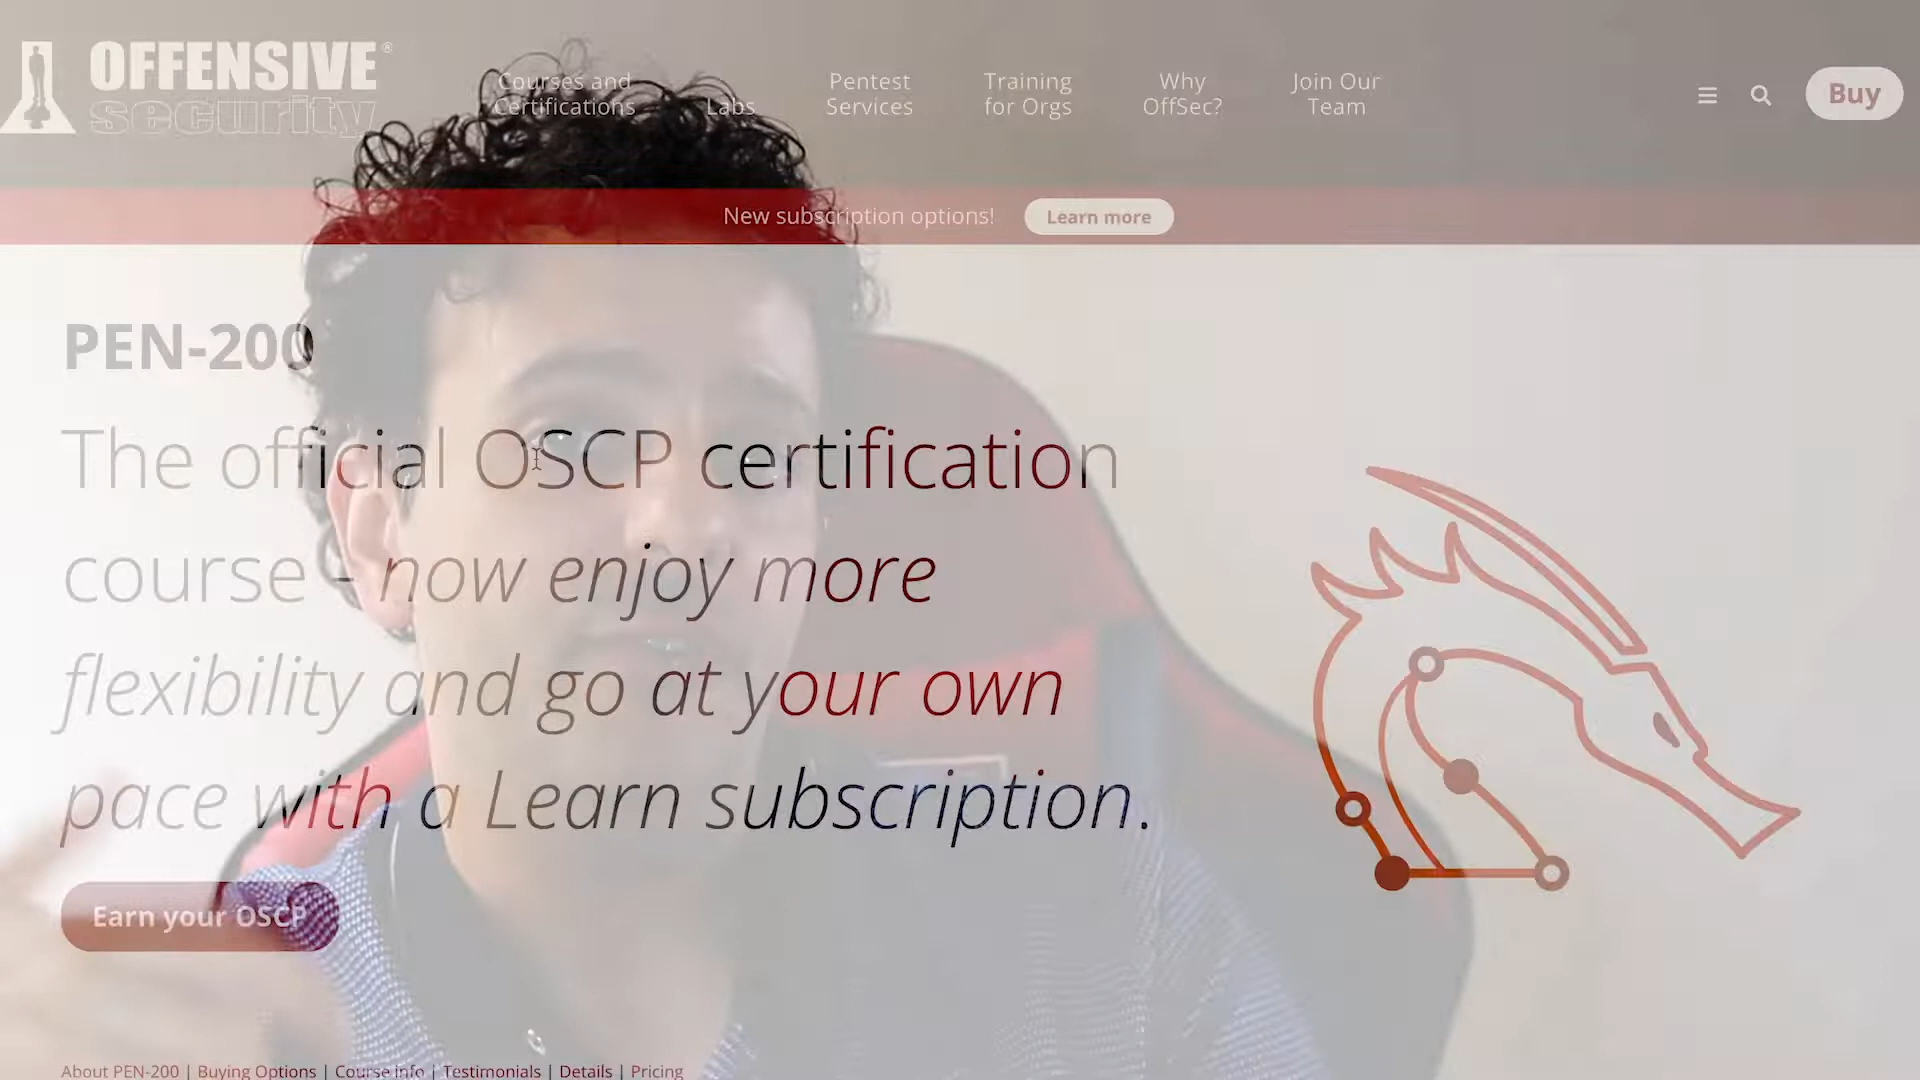 OFFENSIVE®
security
Courses and
Certifications
Labs
Pentest
Services
Training
for Orgs
Why
OffSec?
Join Our
Team
Buy
New subscription options!
Learn more
PEN-200
The official OSCP certification
course - now enjoy more
flexibility and go at your own
pace with a Learn subscription.
Earn your OSCP
About PEN-200 | Buying Options | Course info | Testimonials | Details | Pricing